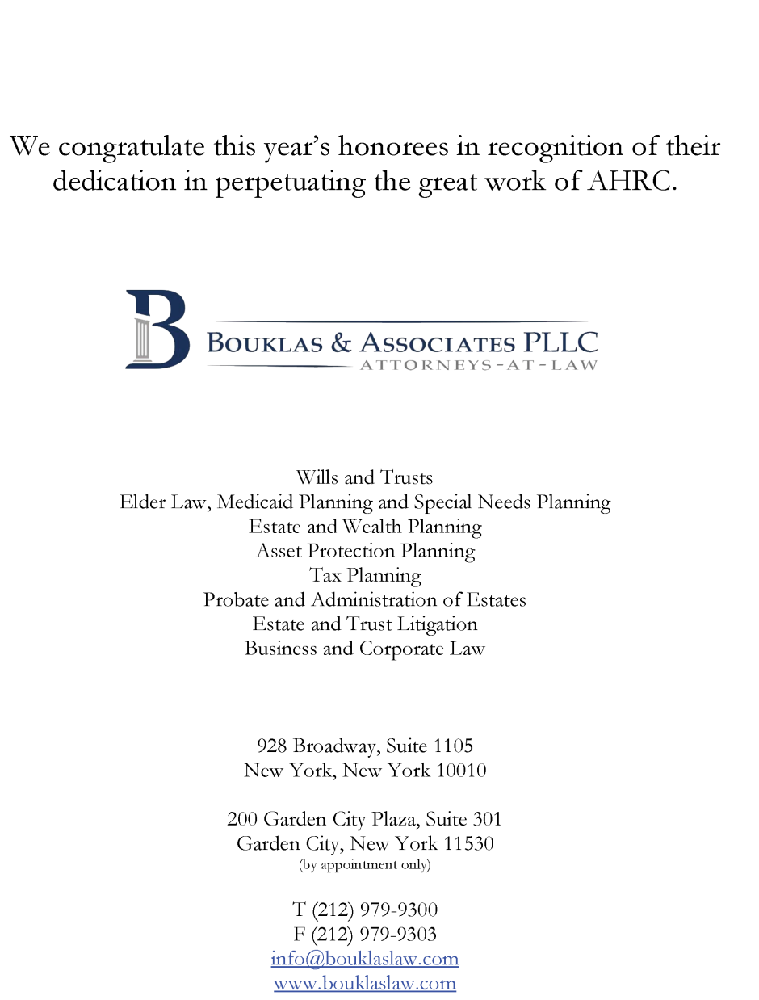 We congratulate this year’s honorees in recognition of their
dedication in perpetuating the great work of AHRC.
B
BOUKLAS & ASSOCIATES PLLC
ATTORNEYS-AT-LAW
Wills and Trusts
Elder Law, Medicaid Planning and Special Needs Planning
Estate and Wealth Planning
Asset Protection Planning
Tax Planning
Probate and Administration of Estates
Estate and Trust Litigation
Business and Corporate Law
928 Broadway, Suite 1105
New York, New York 10010
200 Garden City Plaza, Suite 301
Garden City, New York 11530
(by appointment only)
T (212) 979-9300
F (212) 979-9303
info@bouklaslaw.com
www.bouklaslaw.com